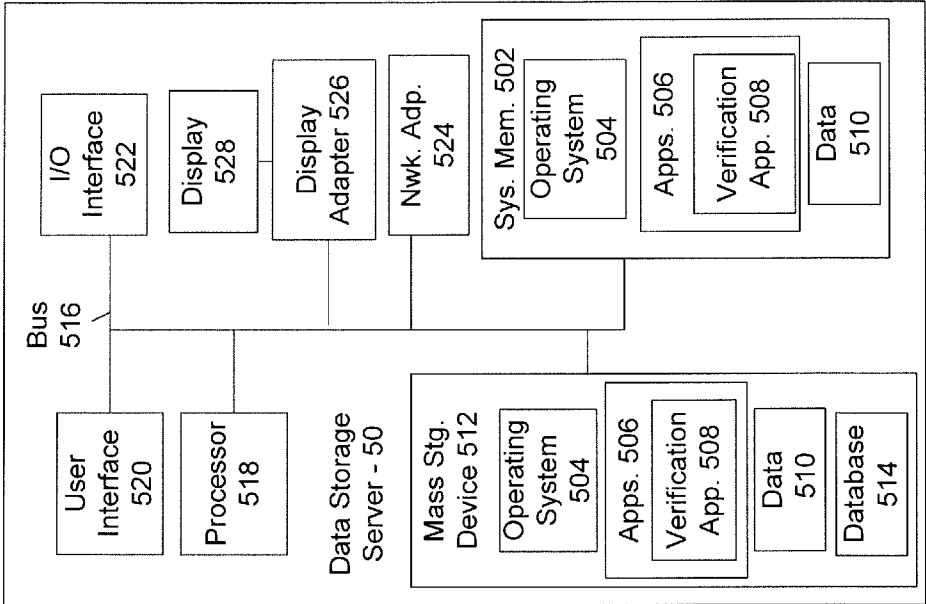 Bus
516
User
Interface
520
Processor
518
Data Storage
Server - 50
Mass Stg.
Device 512
Operating
System
504
Apps. 506
Verification
App. 508
Data
510
Database
514
I/O
Interface
522
Display
528
Display
Adapter 526
Nwk. Adp.
524
Sys. Mem. 502
Operating
System
504
Apps. 506
Verification
App. 508
Data
510